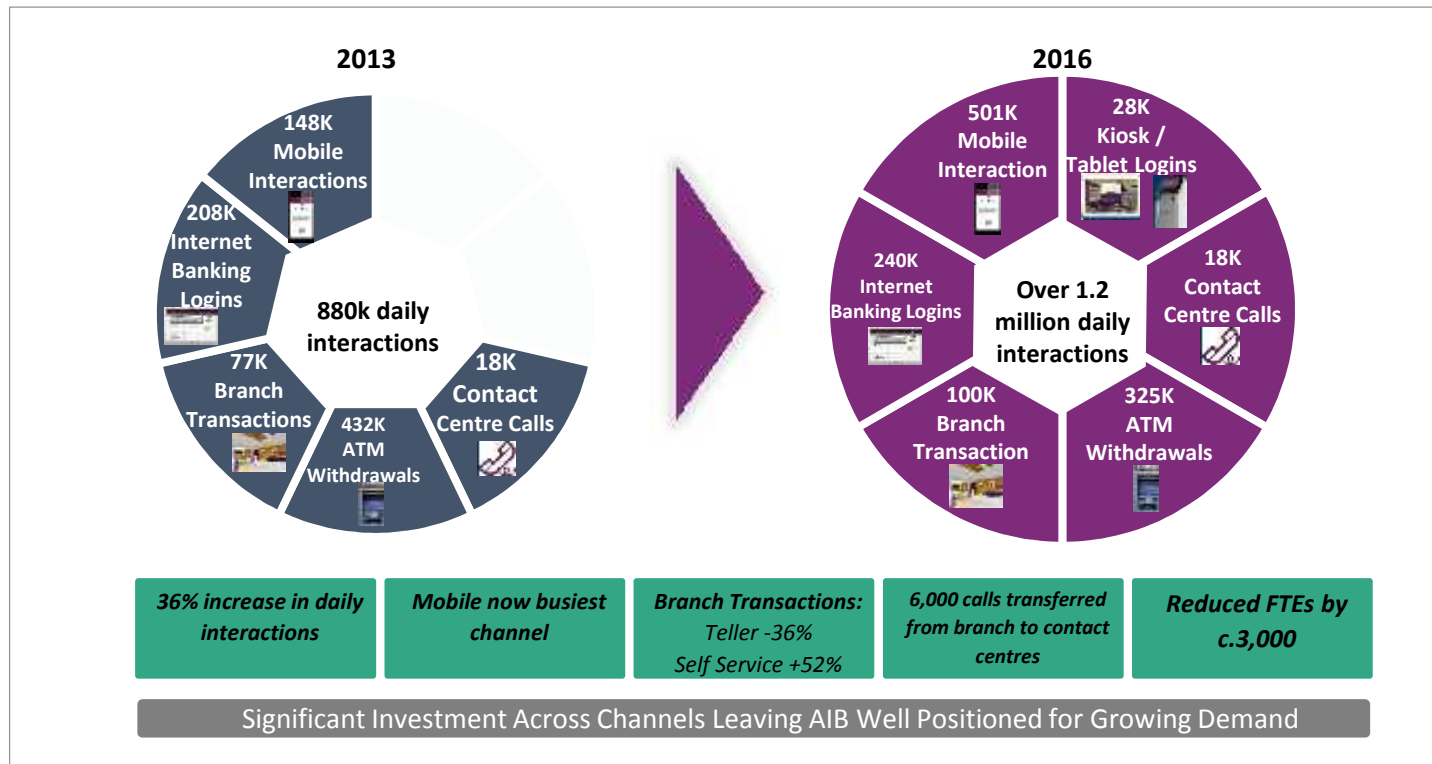 2013
148K
Mobile
Interactions
208K
Internet
Banking
Logins
77K
Branch
Transactions
432K
ATM
Withdrawals
18K
Contact
Centre Calls
880k daily
interactions
2016
501K
Mobile
Interaction
28K
Kiosk /
Tablet Logins
240K
Internet
Banking Logins
18K
Contact
Centre Calls
100K
Branch
Transaction
325K
ATM
Withdrawals
Over 1.2
million daily
interactions
36% increase in daily
interactions
Mobile now busiest
channel
Branch Transactions:
Teller -36%
Self Service +52%
6,000 calls transferred
from branch to contact
centres
Reduced FTEs by
c.3,000
Significant Investment Across Channels Leaving AIB Well Positioned for Growing Demand